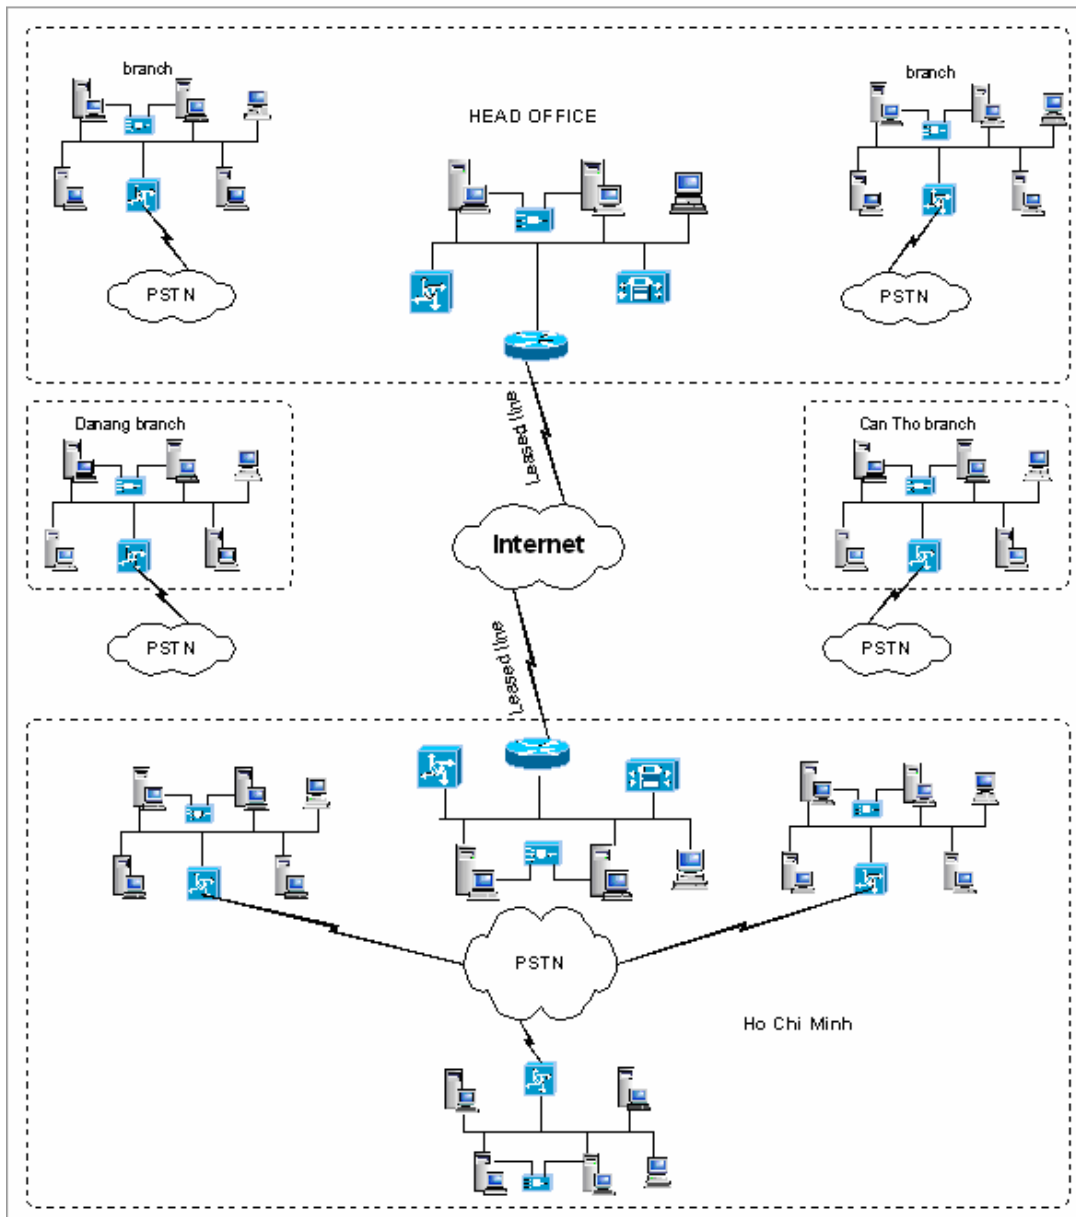 branch
branch
HEAD OFFICE
PSTN
PSTN
Leased line
Danang branch
Can Tho branch
Internet
PSTN
PSTN
Leased line
PSTN
Ho Chi Minh